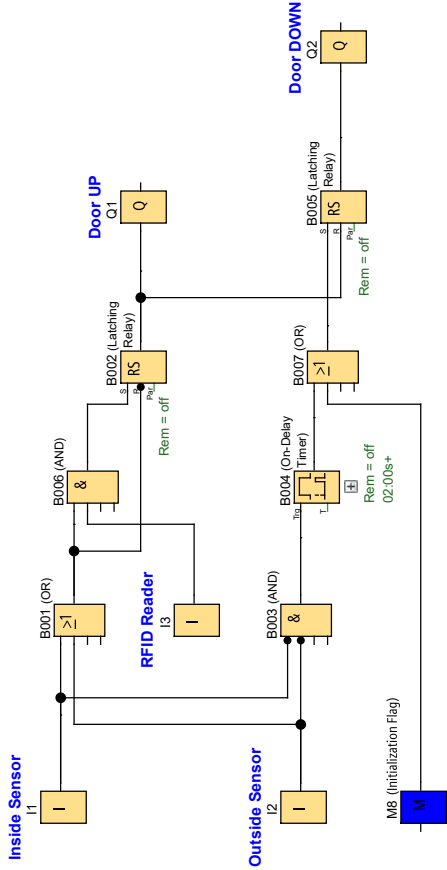 Inside Sensor
I1
I
Outside Sensor
I2
I
M8 (Initialization Flag)
M
B001 (OR)
>1
RFID Reader
I3
I
B003 (AND)
&
B006 (AND)
&
B004 (On-Delay
Timer)
Trg
T
+
Rem = off
02:00s+
B002 (Latching
Relay)
S
R
Par
RS
Rem = off
B007 (OR)
>1
Door UP
Q1
Q
B005 (Latching
Relay)
S
R
Par
RS
Rem = off
Door DOWN
Q2
Q